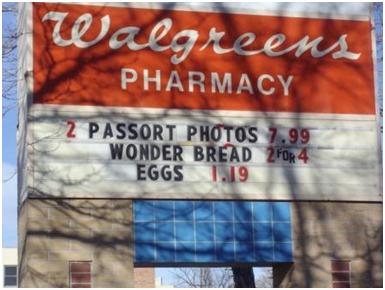 Walgreens
PHARMACY
2 PASSORT PHOTOS 7.99
WONDER BREAD 2 FOR 4
EGGS 1.19